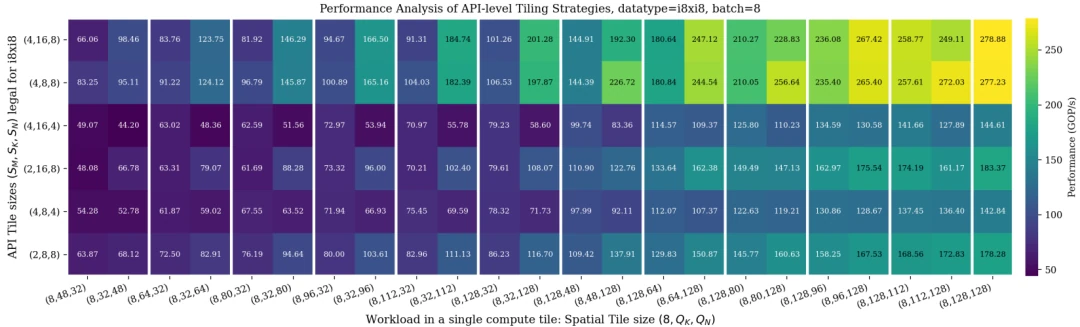 Performance Analysis of API-level Tiling Strategies, datatype=i8xi8, batch=8
API Tile sizes (S_M, S_K, S_N) legal for i8xi8
(4,16,8) 66.06 98.46 83.76 123.75 81.92 146.29 94.67 166.50 91.31 184.74 101.26 201.28 144.91 192.30 180.64 247.12 210.27 228.83 236.08 267.42 258.77 249.11 278.88
(4,8,8) 83.25 95.11 91.22 124.12 96.79 145.87 100.89 165.16 104.03 182.39 106.53 197.87 144.39 226.72 180.84 244.54 210.05 256.64 235.40 265.40 257.61 272.03 277.23
(4,16,4) 49.07 44.20 63.02 48.36 62.59 51.56 72.97 53.94 70.97 55.78 79.23 58.60 99.74 83.36 114.57 109.37 125.80 110.23 134.59 130.58 141.66 127.89 144.61
(2,16,8) 48.08 66.78 63.31 79.07 61.69 88.28 73.32 96.00 70.21 102.40 79.61 108.07 110.90 122.76 133.64 162.38 149.49 147.13 162.97 175.54 174.19 161.17 183.37
(4,8,4) 54.28 52.78 61.87 59.02 67.55 63.52 71.94 66.93 75.45 69.59 78.32 71.73 97.99 92.11 112.07 107.37 122.63 119.21 130.86 128.67 137.45 136.40 142.84
(2,8,8) 63.87 68.12 72.50 82.91 76.19 94.64 80.00 103.61 82.96 111.13 86.23 116.70 109.42 137.91 129.83 150.87 145.77 160.63 158.25 167.53 168.56 172.83 178.28
(8,48,32) (8,32,48) (8,64,32) (8,32,64) (8,80,32) (8,32,80) (8,96,32) (8,32,96) (8,112,32) (8,32,112) (8,128,32) (8,32,128) (8,128,48) (8,48,128) (8,128,64) (8,64,128) (8,128,80) (8,80,128) (8,128,96) (8,96,128) (8,128,112) (8,112,128) (8,128,128)
Workload in a single compute tile: Spatial Tile size (8, Q_K, Q_N)
250
200
150
100
50
Performance (GOP/s)